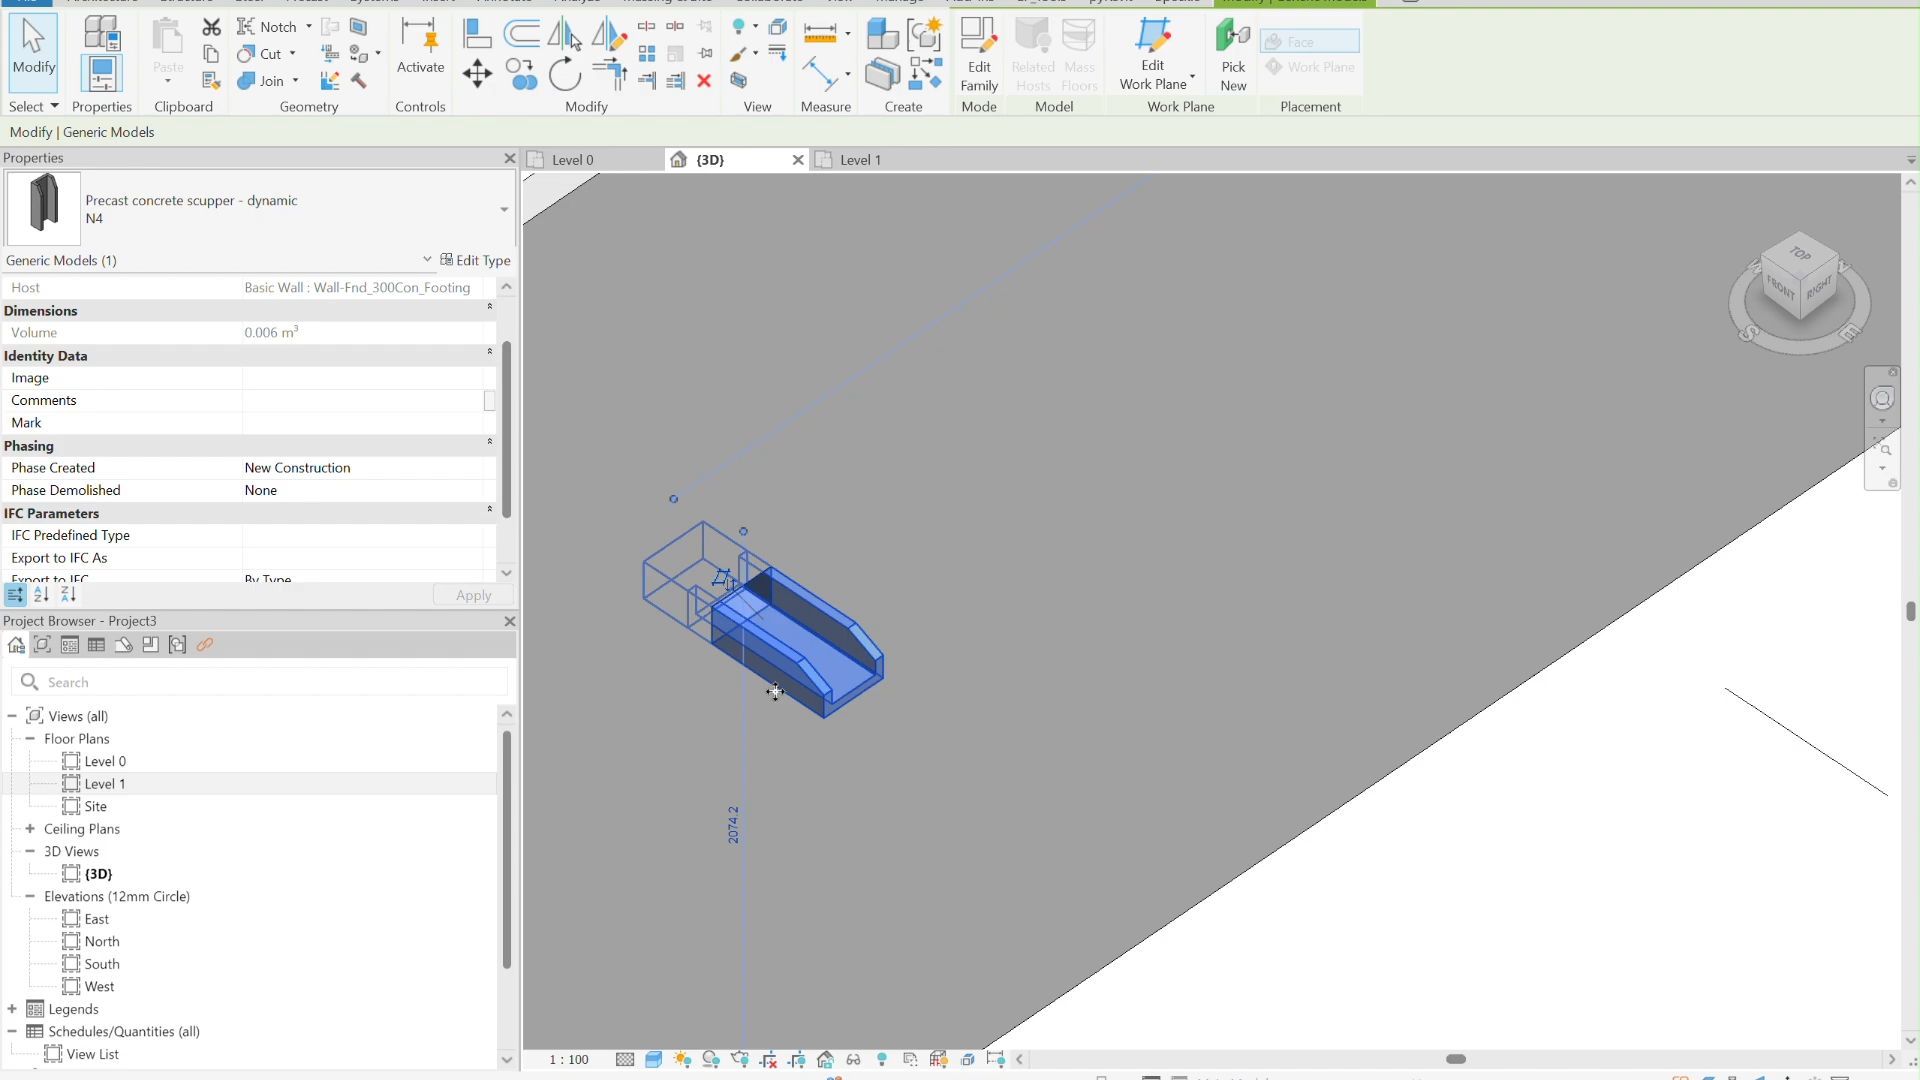 Modify
Select
Properties
Paste
Clipboard
Notch
Cut
Join
Geometry
Activate
Controls
Modify
View
Measure
Create
Edit
Family
Mode
Related
Hosts
Mass
Floors
Model
Edit
Work Plane
Work Plane
Pick
New
Face
Work Plane
Placement
Modify | Generic Models
Properties
Precast concrete scupper - dynamic
N4
Generic Models (1)
Edit Type
Host Basic Wall : Wall-Fnd_300Con_Footing
Dimensions
Volume 0.006 m³
Identity Data
Image
Comments
Mark
Phasing
Phase Created New Construction
Phase Demolished None
IFC Parameters
IFC Predefined Type
Export to IFC As
Export to IFC By Type
Apply
Project Browser - Project3
Search
Views (all)
Floor Plans
Level 0
Level 1
Site
Ceiling Plans
3D Views
{3D}
Elevations (12mm Circle)
East
North
South
West
Legends
Schedules/Quantities (all)
View List
Level 0
{3D}
Level 1
2074.2
TOP
FRONT
RIGHT
W
N
S
E
1 : 100